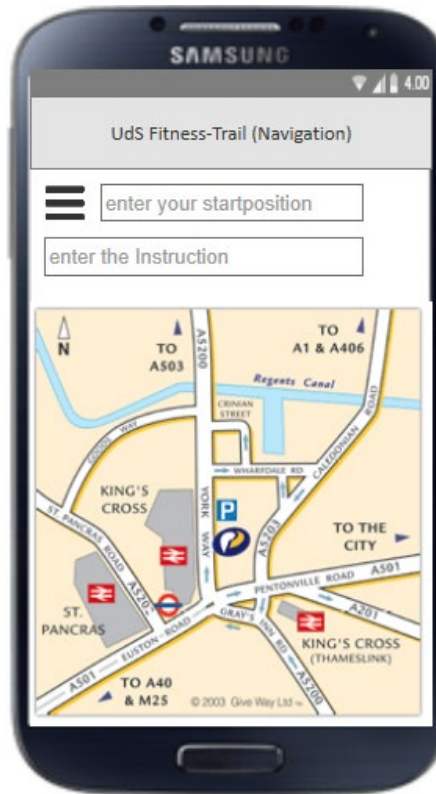 SAMSUNG
4.00
UdS Fitness-Trail (Navigation)
enter your startposition
enter the Instruction
N
TO
A503
A5200
TO
A1 & A406
Regents Canal
CRINIAN
STREET
CALEDONIAN ROAD
GOODS WAY
WHARFDALE RD
KING'S
CROSS
YORK WAY
P
A5203
TO THE
CITY
ST. PANCRAS ROAD
A520
PENTONVILLE ROAD
A501
ST.
PANCRAS
GRAY'S INN RD
A201
EUSTON ROAD
KING'S CROSS
(THAMESLINK)
A501
TO A40
& M25
A5200
© 2003 Give Way Ltd